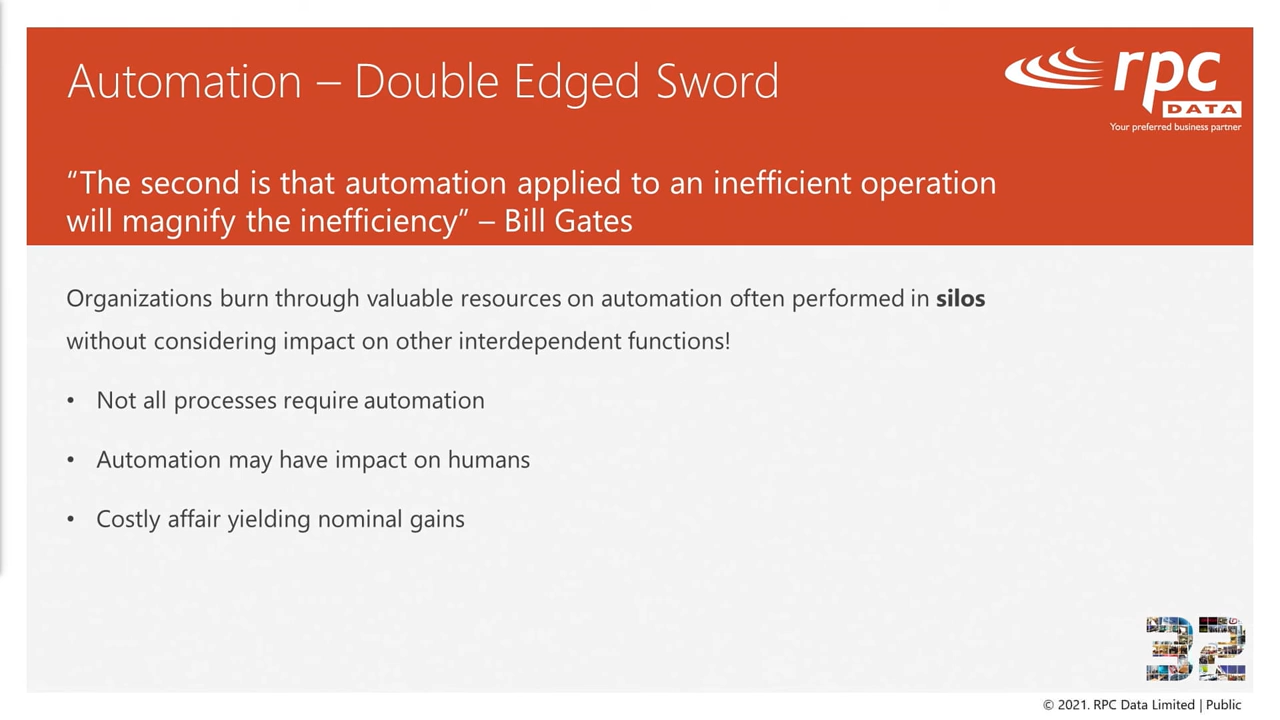 Automation – Double Edged Sword
rpc
DATA
Your preferred business partner
“The second is that automation applied to an inefficient operation
will magnify the inefficiency” – Bill Gates
Organizations burn through valuable resources on automation often performed in silos
without considering impact on other interdependent functions!
• Not all processes require automation
• Automation may have impact on humans
• Costly affair yielding nominal gains
32
© 2021. RPC Data Limited | Public